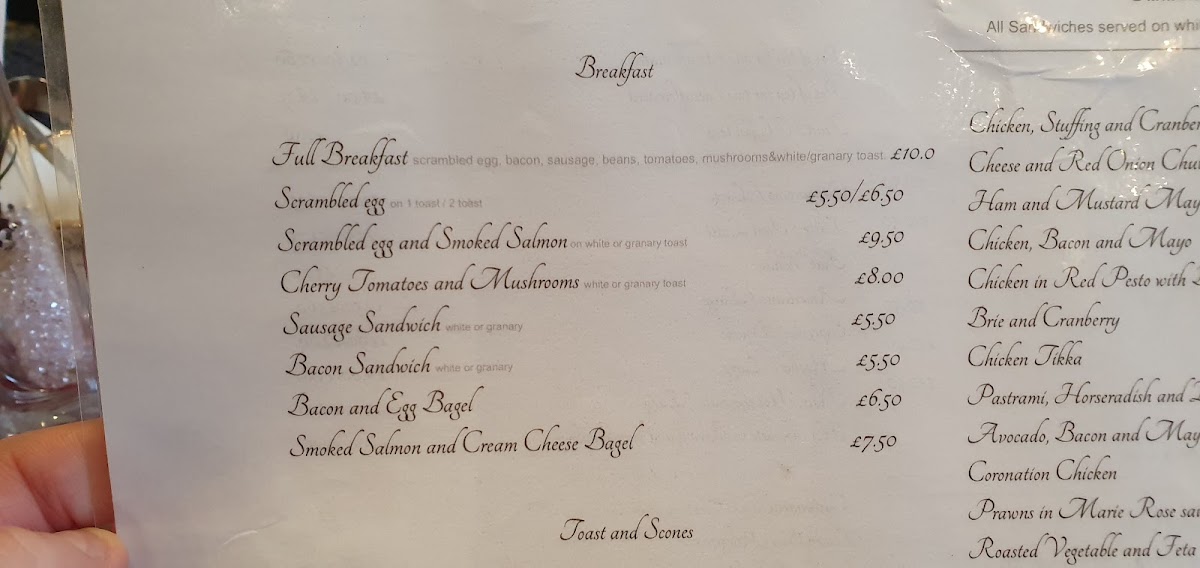 Breakfast
Full Breakfast scrambled egg, bacon, sausage, beans, tomatoes, mushrooms&white/granary toast. £10.0
Scrambled egg on 1 toast / 2 toast £5.50/£6.50
Scrambled egg and Smoked Salmon on white or granary toast £9.50
Cherry Tomatoes and Mushrooms white or granary toast £8.00
Sausage Sandwich white or granary £5.50
Bacon Sandwich white or granary £5.50
Bacon and Egg Bagel £6.50
Smoked Salmon and Cream Cheese Bagel £7.50
Toast and Scones
All Sandwiches served on whi
Chicken, Stuffing and Cranber
Cheese and Red Onion Chu
Ham and Mustard May
Chicken, Bacon and Mayo
Chicken in Red Pesto with
Brie and Cranberry
Chicken Tikka
Pastrami, Horseradish and
Avocado, Bacon and May
Coronation Chicken
Prawns in Marie Rose sau
Roasted Vegetable and Feta